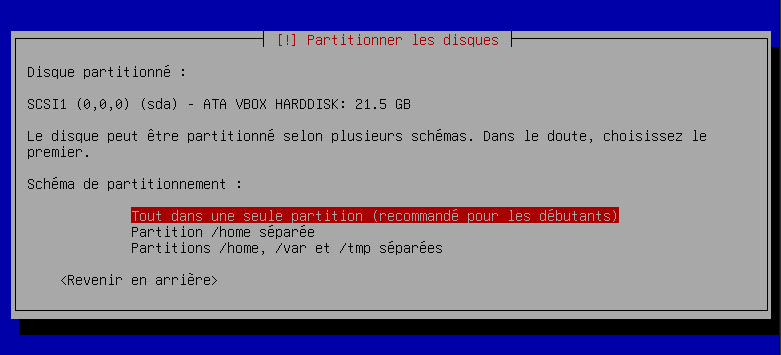 [!] Partitionner les disques
Disque partitionné :
SCSI1 (0,0,0) (sda) - ATA VBOX HARDDISK: 21.5 GB
Le disque peut être partitionné selon plusieurs schémas. Dans le doute, choisissez le
premier.
Schéma de partitionnement :
Tout dans une seule partition (recommandé pour les débutants)
Partition /home séparée
Partitions /home, /var et /tmp séparées
<Revenir en arrière>